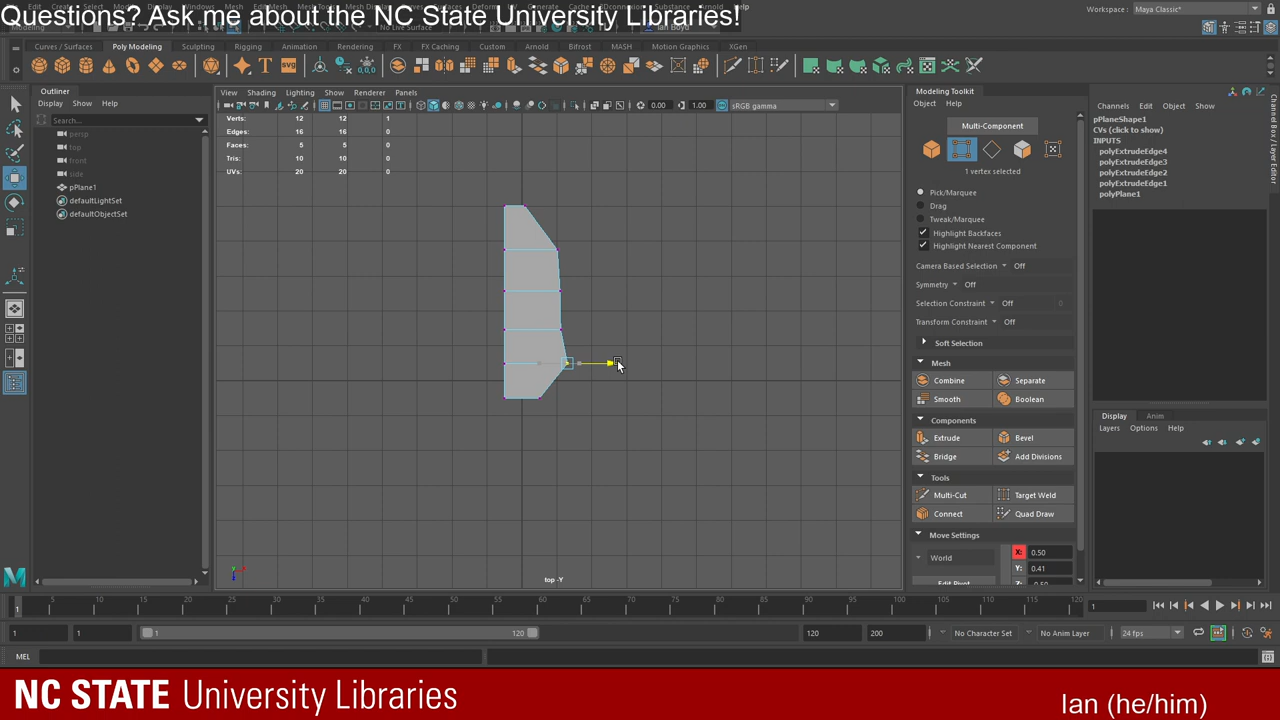 Questions? Ask me about the NC State University Libraries!
Workspace : Maya Classic*
Curves / Surfaces Poly Modeling Sculpting Rigging Animation Rendering FX FX Caching Custom Arnold Bifrost MASH Motion Graphics XGen
Outliner
Display Show Help
Search...
persp
top
front
side
pPlane1
defaultLightSet
defaultObjectSet
View Shading Lighting Show Renderer Panels
0.00 1.00 sRGB gamma
Verts: 12 12 1
Edges: 16 16 0
Faces: 5 5 0
Tris: 10 10 0
UVs: 20 20 0
top -Y
Modeling Toolkit
Object Help
Multi-Component
1 vertex selected
Pick/Marquee
Drag
Tweak/Marquee
Highlight Backfaces
Highlight Nearest Component
Camera Based Selection Off
Symmetry Off
Selection Constraint Off 0
Transform Constraint Off
Soft Selection
Mesh
Combine Separate
Smooth Boolean
Components
Extrude Bevel
Bridge Add Divisions
Tools
Multi-Cut Target Weld
Connect Quad Draw
Move Settings
World X: 0.50
Y: 0.41
Edit Pivot
Channels Edit Object Show
pPlaneShape1
CVs (click to show)
INPUTS
polyExtrudeEdge4
polyExtrudeEdge3
polyExtrudeEdge2
polyExtrudeEdge1
polyPlane1
Channel Box / Layer Editor
Display Anim
Layers Options Help
5 10 15 20 25 30 35 40 45 50 55 60 65 70 75 80 85 90 95 100 105 110 115 120
1 1
1 1 1 120 120 200 No Character Set No Anim Layer 24 fps
MEL
NC STATE University Libraries
Ian (he/him)